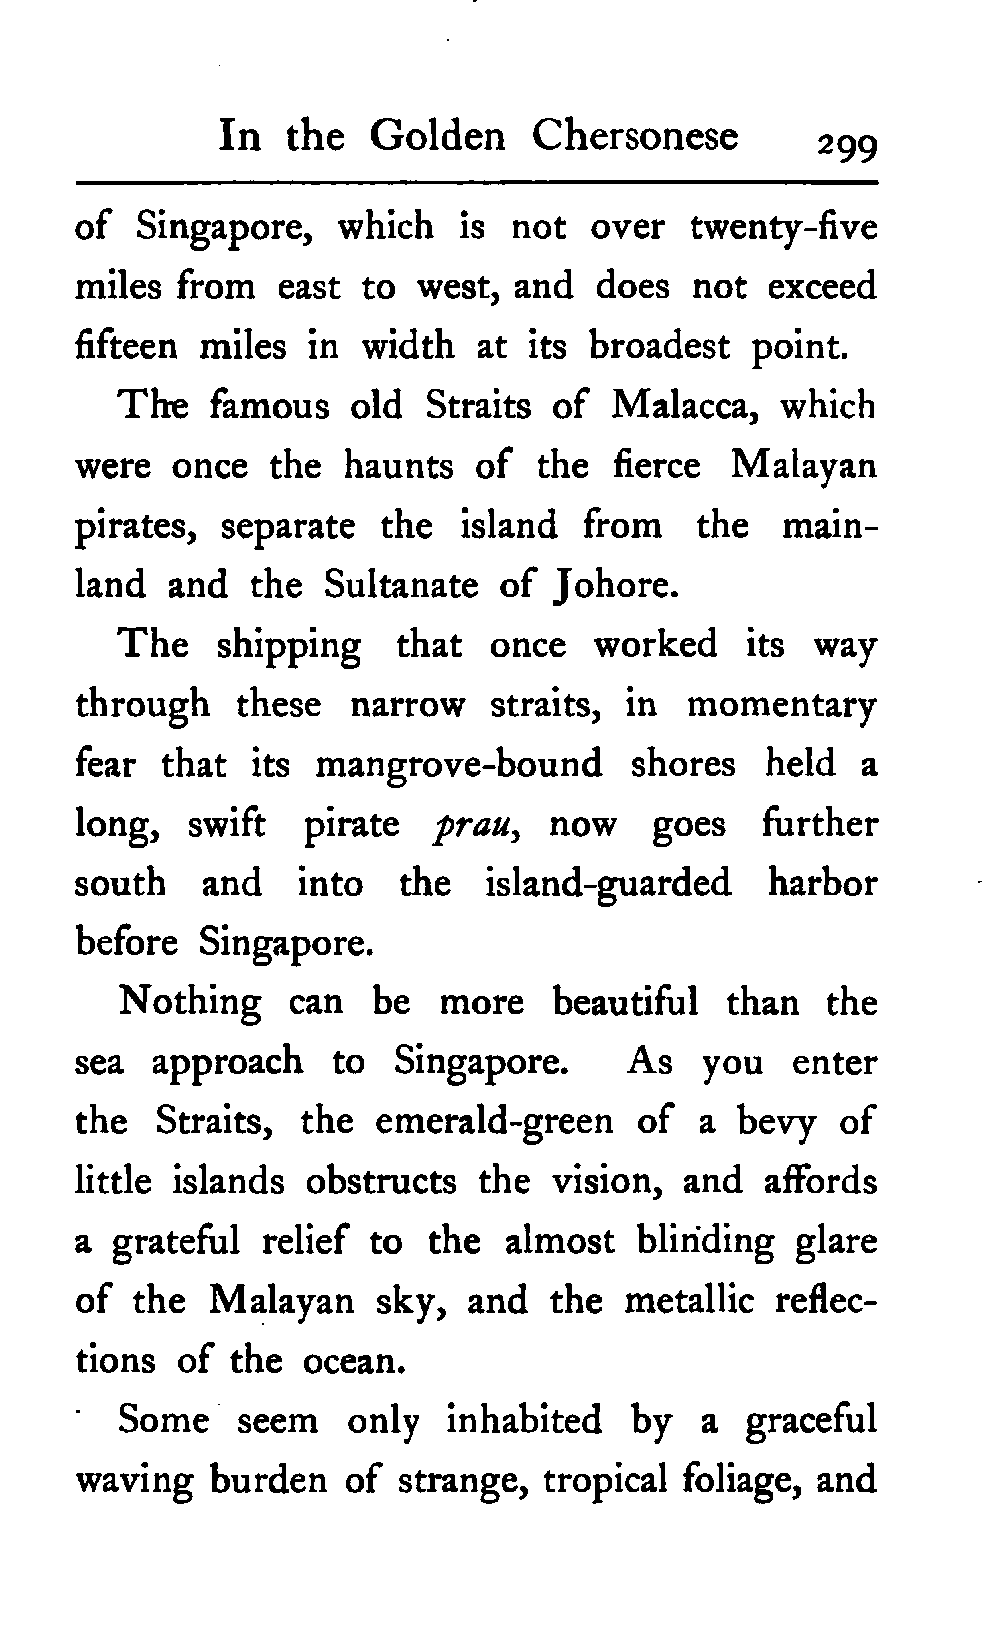 In the Golden Chersonese 299
of Singapore, which is not over twenty-five
miles from east to west, and does not exceed
fifteen miles in width at its broadest point.
The famous old Straits of Malacca, which
were once the haunts of the fierce Malayan
pirates, separate the island from the main-
land and the Sultanate of Johore.
The shipping that once worked its way
through these narrow straits, in momentary
fear that its mangrove-bound shores held a
long, swift pirate prau, now goes further
south and into the island-guarded harbor
before Singapore.
Nothing can be more beautiful than the
sea approach to Singapore. As you enter
the Straits, the emerald-green of a bevy of
little islands obstructs the vision, and affords
a grateful relief to the almost blinding glare
of the Malayan sky, and the metallic reflec-
tions of the ocean.
Some seem only inhabited by a graceful
waving burden of strange, tropical foliage, and